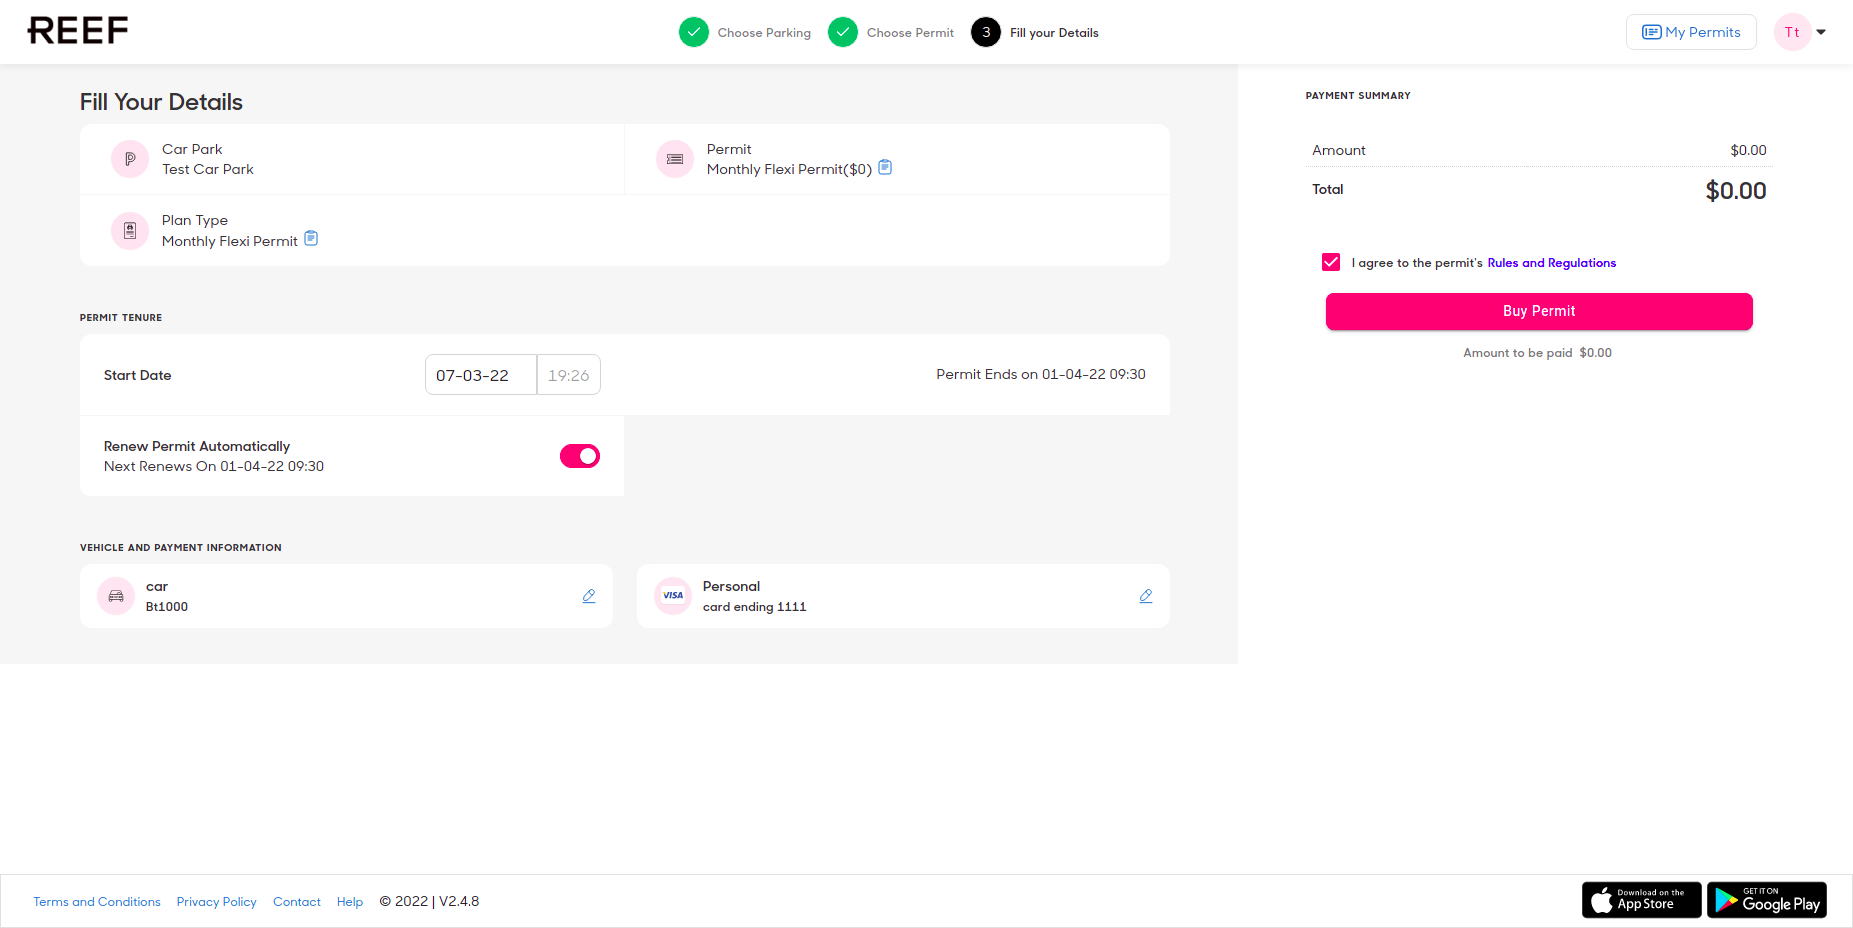 REEF
Choose Parking
Choose Permit
3
Fill your Details
My Permits
Tt
Fill Your Details
Car Park
Test Car Park
Permit
Monthly Flexi Permit($0)
Plan Type
Monthly Flexi Permit
PERMIT TENURE
Start Date
07-03-22
19:26
Permit Ends on 01-04-22 09:30
Renew Permit Automatically
Next Renews On 01-04-22 09:30
VEHICLE AND PAYMENT INFORMATION
car
Bt1000
VISA
Personal
card ending 1111
PAYMENT SUMMARY
Amount $0.00
Total $0.00
I agree to the permit's Rules and Regulations
Buy Permit
Amount to be paid $0.00
Terms and Conditions
Privacy Policy
Contact
Help
© 2022 | V2.4.8
Download on the
App Store
GET IT ON
Google Play